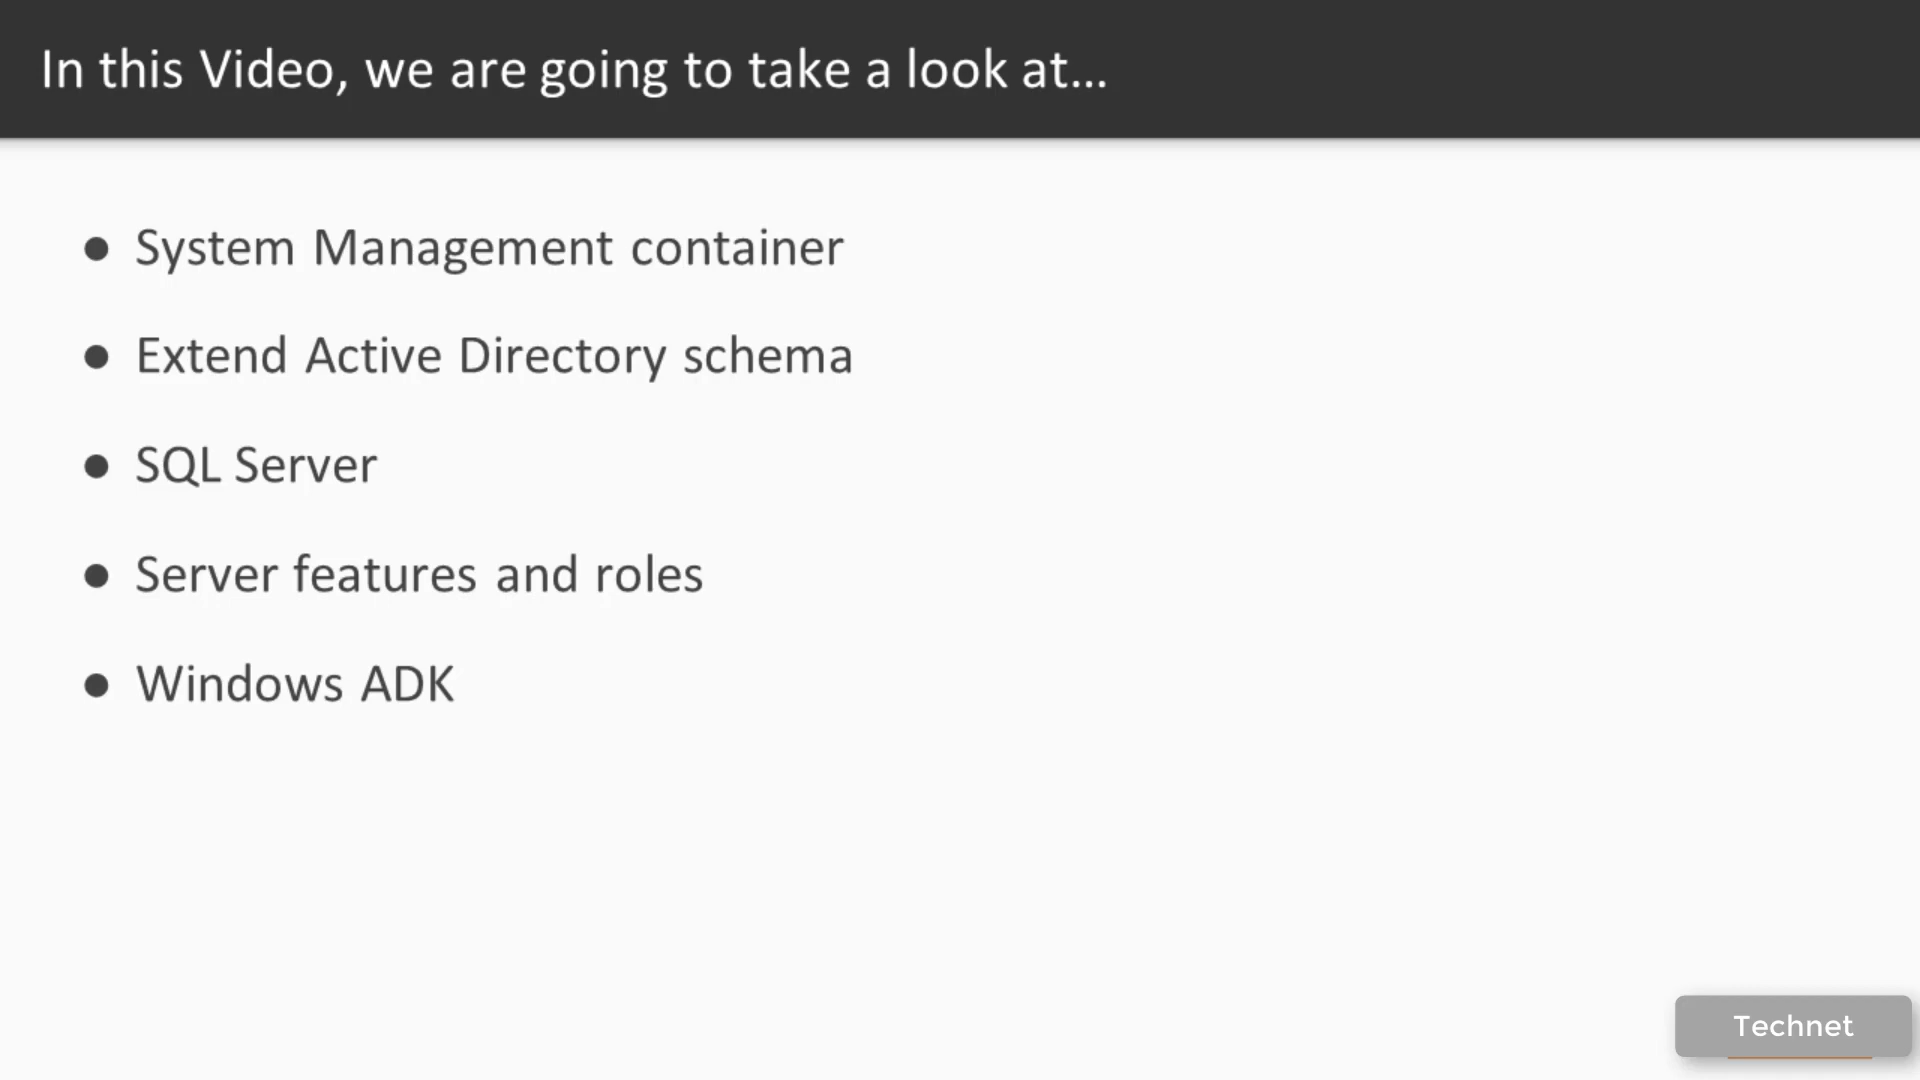 In this Video, we are going to take a look at...
● System Management container
● Extend Active Directory schema
● SQL Server
● Server features and roles
● Windows ADK
Technet